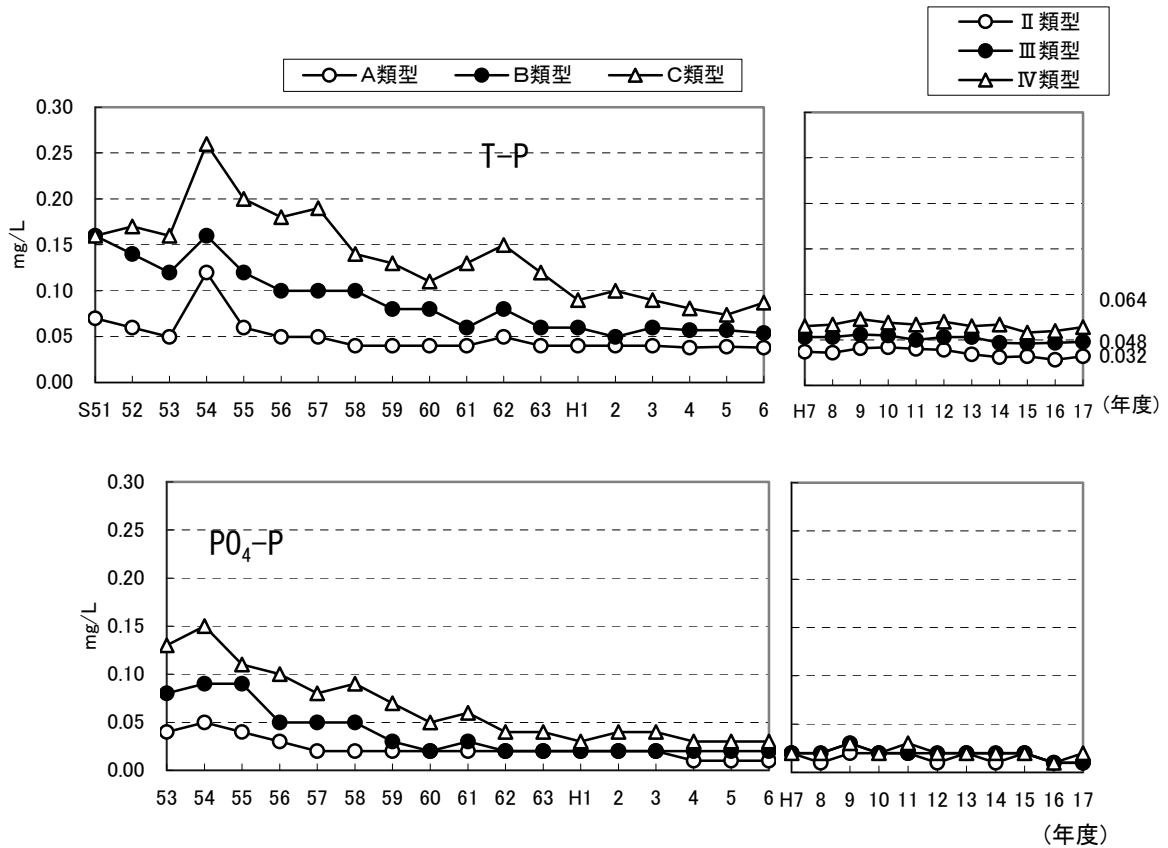 Ⅱ類型
Ⅲ類型
Ⅳ類型
A類型 B類型 C類型
T-P
mg/L
0.30
0.25
0.20
0.15
0.10
0.05
0.00
S51 52 53 54 55 56 57 58 59 60 61 62 63 H1 2 3 4 5 6
0.064
0.048
0.032
H7 8 9 10 11 12 13 14 15 16 17 (年度)
PO₄-P
mg/L
0.30
0.25
0.20
0.15
0.10
0.05
0.00
53 54 55 56 57 58 59 60 61 62 63 H1 2 3 4 5 6
H7 8 9 10 11 12 13 14 15 16 17
(年度)